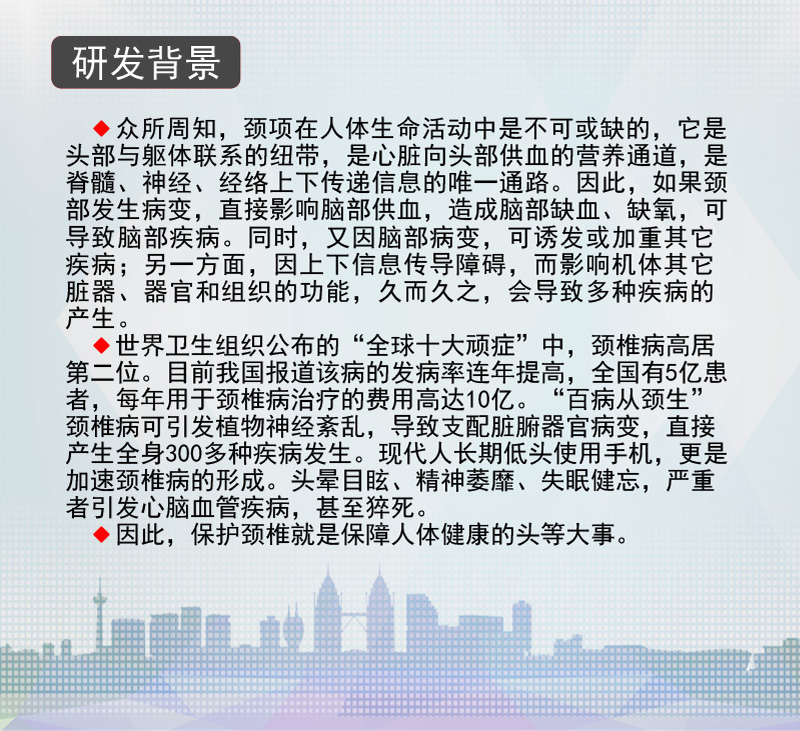 研发背景
◆众所周知，颈项在人体生命活动中是不可或缺的，它是
头部与躯体联系的纽带，是心脏向头部供血的营养通道，是
脊髓、神经、经络上下传递信息的唯一通路。因此，如果颈
部发生病变，直接影响脑部供血，造成脑部缺血、缺氧，可
导致脑部疾病。同时，又因脑部病变，可诱发或加重其它
疾病；另一方面，因上下信息传导障碍，而影响机体其它
脏器、器官和组织的功能，久而久之，会导致多种疾病的
产生。
◆世界卫生组织公布的“全球十大顽症”中，颈椎病高居
第二位。目前我国报道该病的发病率连年提高，全国有5亿患
者，每年用于颈椎病治疗的费用高达10亿。“百病从颈生”
颈椎病可引发植物神经紊乱，导致支配脏腑器官病变，直接
产生全身300多种疾病发生。现代人长期低头使用手机，更是
加速颈椎病的形成。头晕目眩、精神萎靡、失眠健忘，严重
者引发心脑血管疾病，甚至猝死。
◆因此，保护颈椎就是保障人体健康的头等大事。